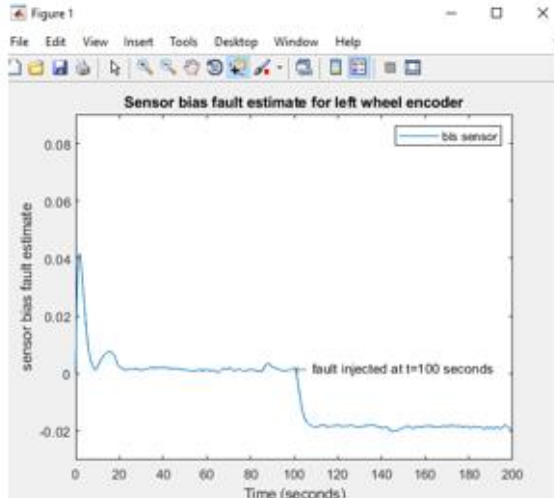 Figure 1
File Edit View Insert Tools Desktop Window Help
Sensor bias fault estimate for left wheel encoder
bls sensor
0.08
0.06
0.04
0.02
0
-0.02
sensor bias fault estimate
fault injected at t=100 seconds
0 20 40 60 80 100 120 140 160 180 200
Time (seconds)